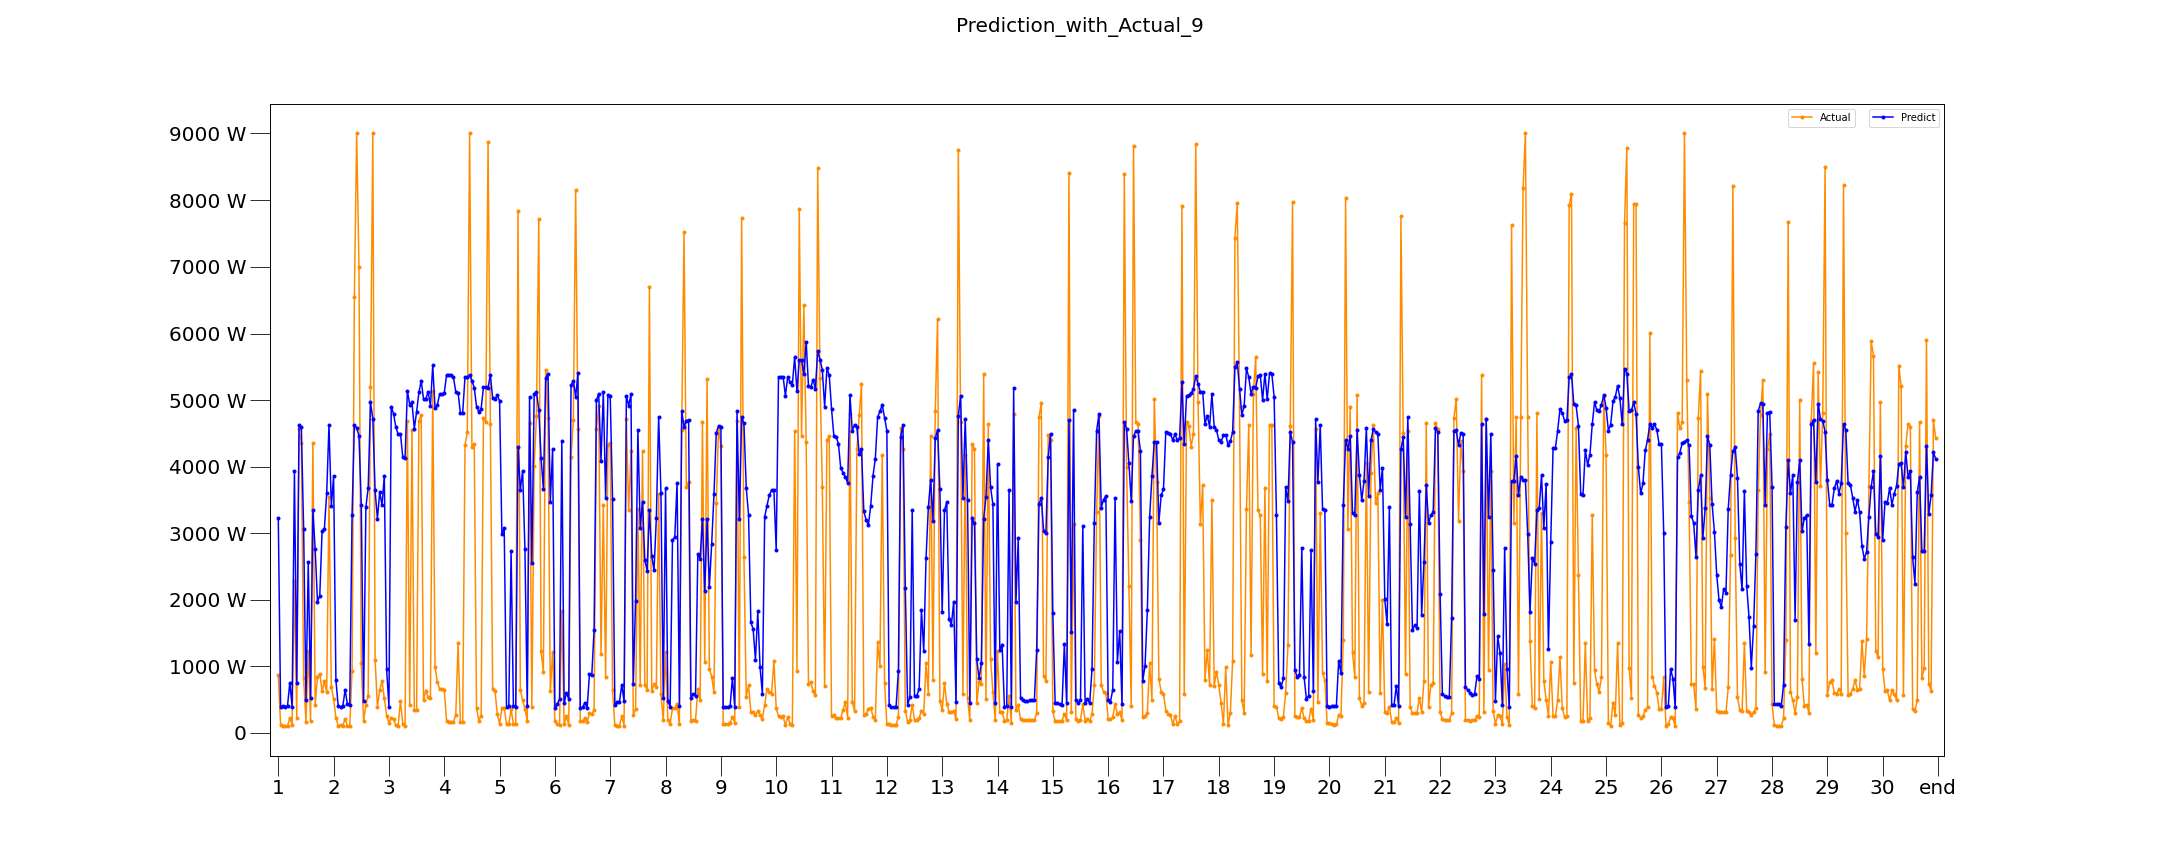 Prediction_with_Actual_9
Actual Predict
9000 W
8000 W
7000 W
6000 W
5000 W
4000 W
3000 W
2000 W
1000 W
0
1 2 3 4 5 6 7 8 9 10 11 12 13 14 15 16 17 18 19 20 21 22 23 24 25 26 27 28 29 30 end